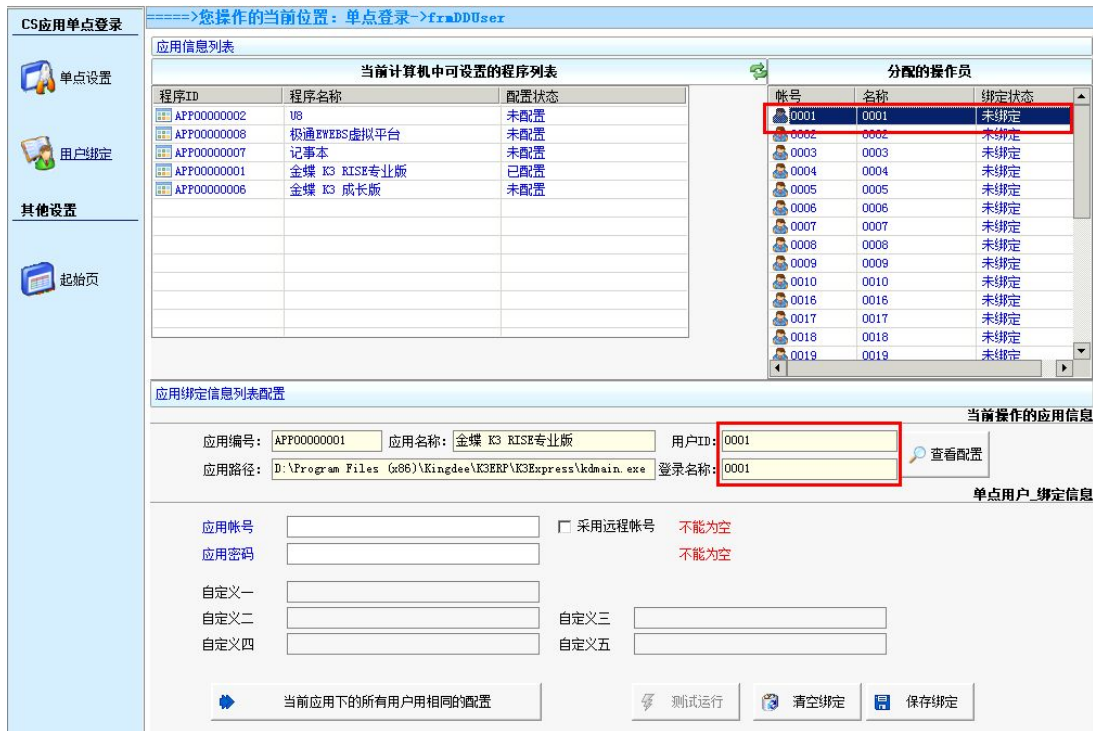 CS应用单点登录
单点设置
用户绑定
其他设置
起始页
=====>您操作的当前位置：单点登录->frmDDUser
应用信息列表
当前计算机中可设置的程序列表
程序ID 程序名称 配置状态
APP00000002 U8 未配置
APP00000008 极通EWEBS虚拟平台 未配置
APP00000007 记事本 未配置
APP00000001 金蝶 K3 RISE专业版 已配置
APP00000006 金蝶 K3 成长版 未配置
分配的操作员
帐号 名称 绑定状态
0001 0001 未绑定
0002 0002 未绑定
0003 0003 未绑定
0004 0004 未绑定
0005 0005 未绑定
0006 0006 未绑定
0007 0007 未绑定
0008 0008 未绑定
0009 0009 未绑定
0010 0010 未绑定
0016 0016 未绑定
0017 0017 未绑定
0018 0018 未绑定
0019 0019 未绑定
应用绑定信息列表配置
当前操作的应用信息
应用编号： APP00000001 应用名称： 金蝶 K3 RISE专业版 用户ID： 0001
应用路径： D:\Program Files (x86)\Kingdee\K3ERP\K3Express\kdmain.exe 登录名称： 0001
查看配置
单点用户_绑定信息
应用帐号 采用远程帐号 不能为空
应用密码 不能为空
自定义一
自定义二 自定义三
自定义四 自定义五
当前应用下的所有用户用相同的配置 测试运行 清空绑定 保存绑定